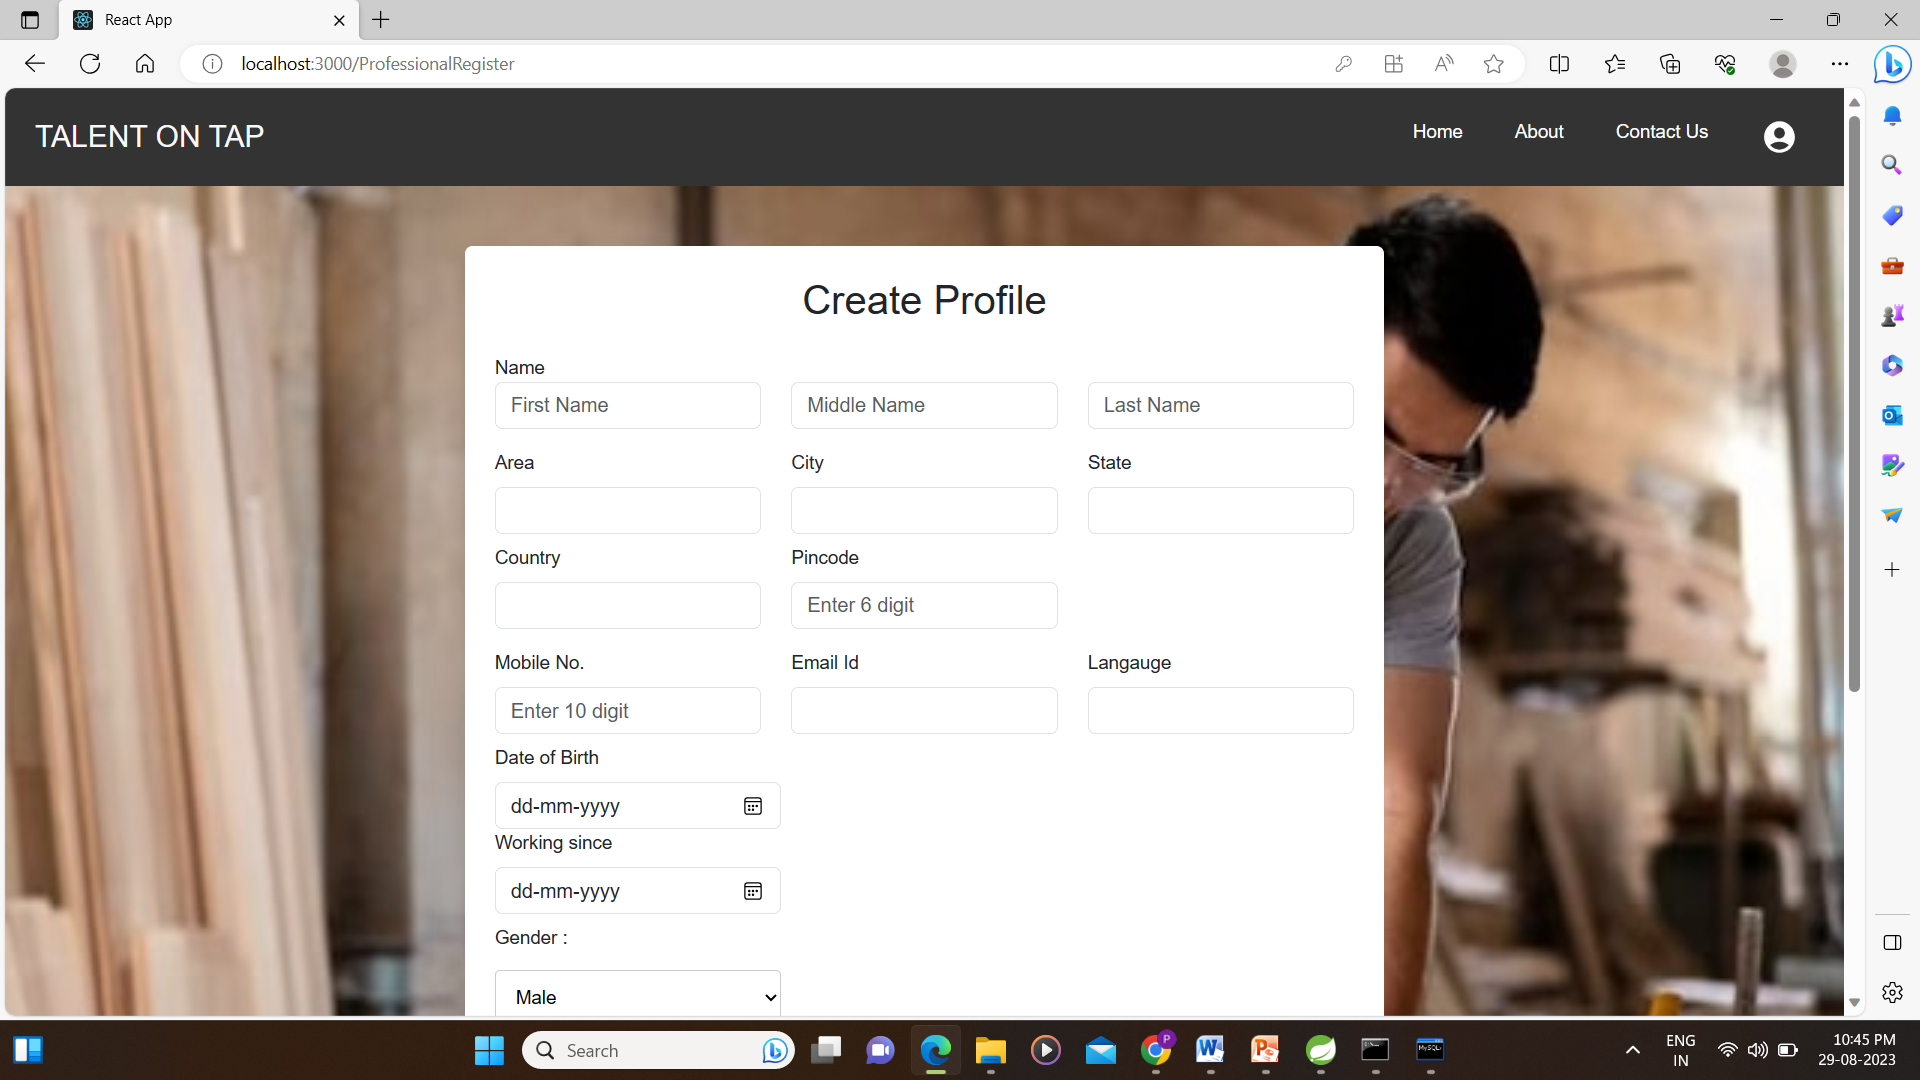 React App
localhost:3000/ProfessionalRegister
TALENT ON TAP
Home About Contact Us
Create Profile
Name
First Name Middle Name Last Name
Area City State
Country Pincode
Enter 6 digit
Mobile No. Email Id Langauge
Enter 10 digit
Date of Birth
dd-mm-yyyy
Working since
dd-mm-yyyy
Gender :
Male
Search
ENG
IN
10:45 PM
29-08-2023